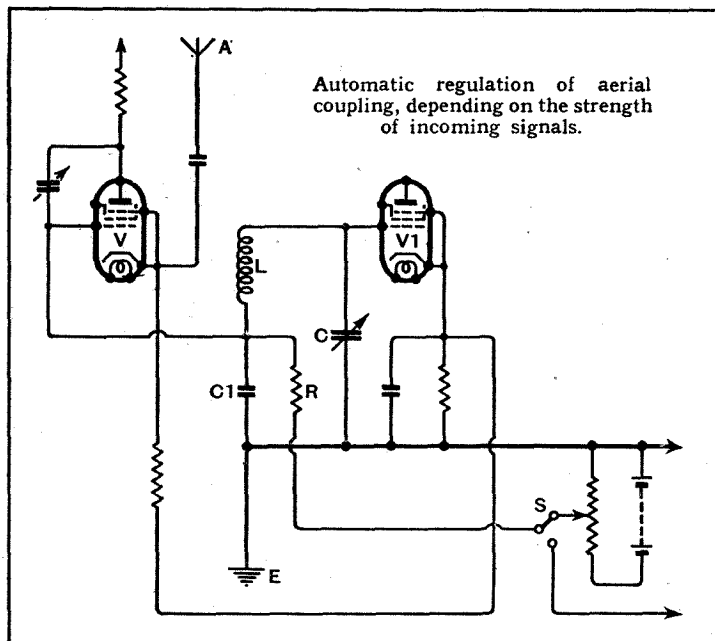 A
Automatic regulation of aerial
coupling, depending on the strength
of incoming signals.
V
V1
L
C
C1
R
S
E